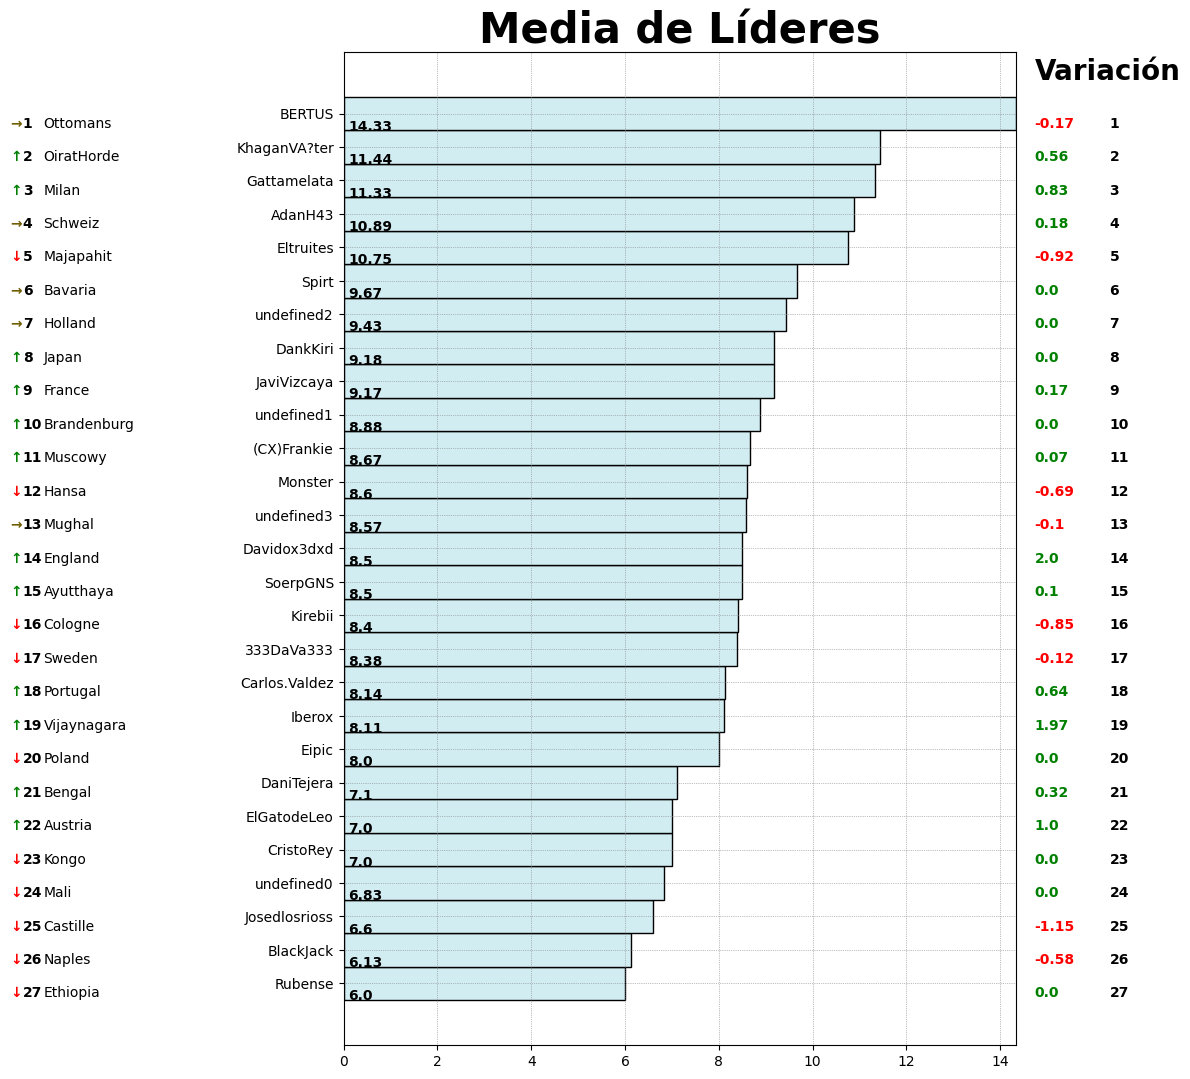 Media de Líderes
Variación
→1 Ottomans BERTUS 14.33 -0.17 1
↑2 OiratHorde KhaganVA?ter 11.44 0.56 2
↑3 Milan Gattamelata 11.33 0.83 3
→4 Schweiz AdanH43 10.89 0.18 4
↓5 Majapahit Eltruites 10.75 -0.92 5
→6 Bavaria Spirt 9.67 0.0 6
→7 Holland undefined2 9.43 0.0 7
↑8 Japan DankKiri 9.18 0.0 8
↑9 France JaviVizcaya 9.17 0.17 9
↑10 Brandenburg undefined1 8.88 0.0 10
↑11 Muscowy (CX)Frankie 8.67 0.07 11
↓12 Hansa Monster 8.6 -0.69 12
→13 Mughal undefined3 8.57 -0.1 13
↑14 England Davidox3dxd 8.5 2.0 14
↑15 Ayutthaya SoerpGNS 8.5 0.1 15
↓16 Cologne Kirebii 8.4 -0.85 16
↓17 Sweden 333DaVa333 8.38 -0.12 17
↑18 Portugal Carlos.Valdez 8.14 0.64 18
↑19 Vijaynagara Iberox 8.11 1.97 19
↓20 Poland Eipic 8.0 0.0 20
↑21 Bengal DaniTejera 7.1 0.32 21
↑22 Austria ElGatodeLeo 7.0 1.0 22
↓23 Kongo CristoRey 7.0 0.0 23
↓24 Mali undefined0 6.83 0.0 24
↓25 Castille Josedlosrioss 6.6 -1.15 25
↓26 Naples BlackJack 6.13 -0.58 26
↓27 Ethiopia Rubense 6.0 0.0 27
0 2 4 6 8 10 12 14